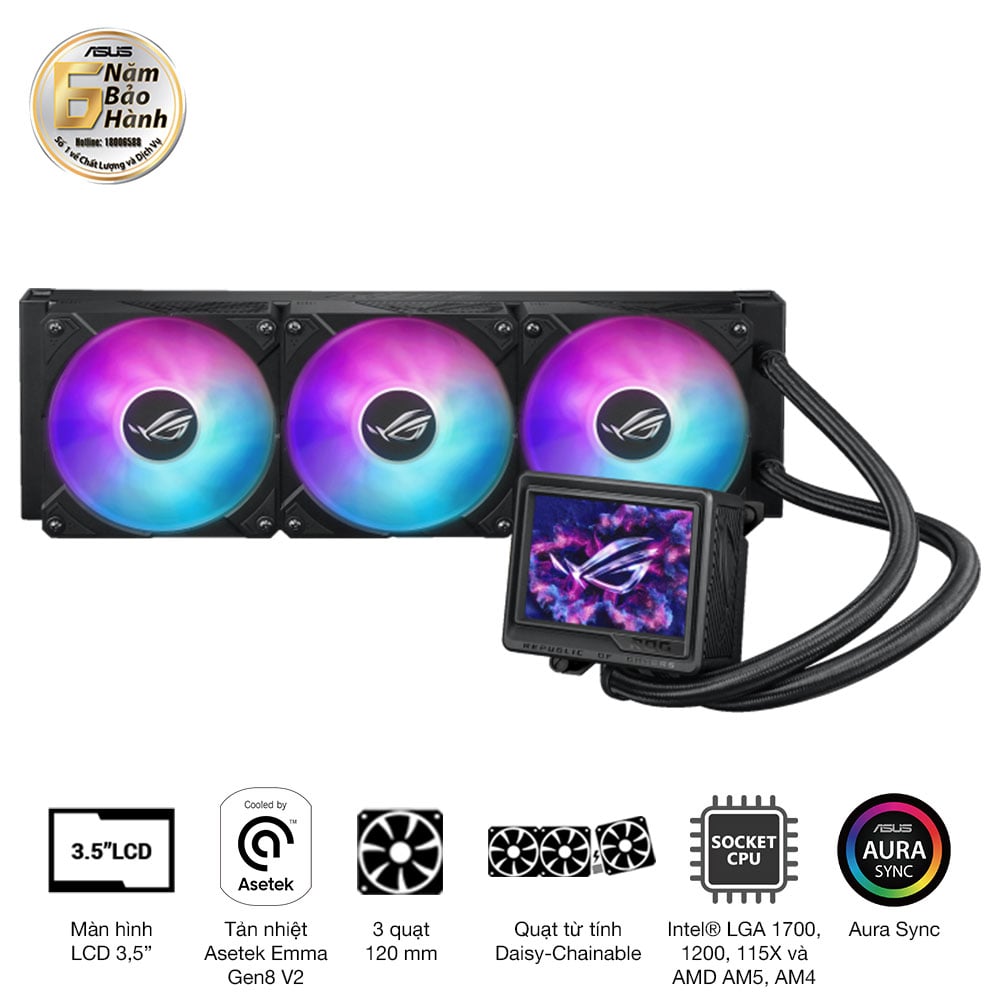 ASUS
6 Năm
Bảo
Hành
Hotline: 18006588
Số 1 về Chất Lượng và Dịch Vụ
ROG
REPUBLIC OF GAMERS
3.5”LCD
Màn hình
LCD 3,5”
Cooled by
™
Asetek
Tản nhiệt
Asetek Emma
Gen8 V2
3 quạt
120 mm
Quạt từ tính
Daisy-Chainable
SOCKET
CPU
Intel® LGA 1700,
1200, 115X và
AMD AM5, AM4
ASUS
AURA
SYNC
Aura Sync